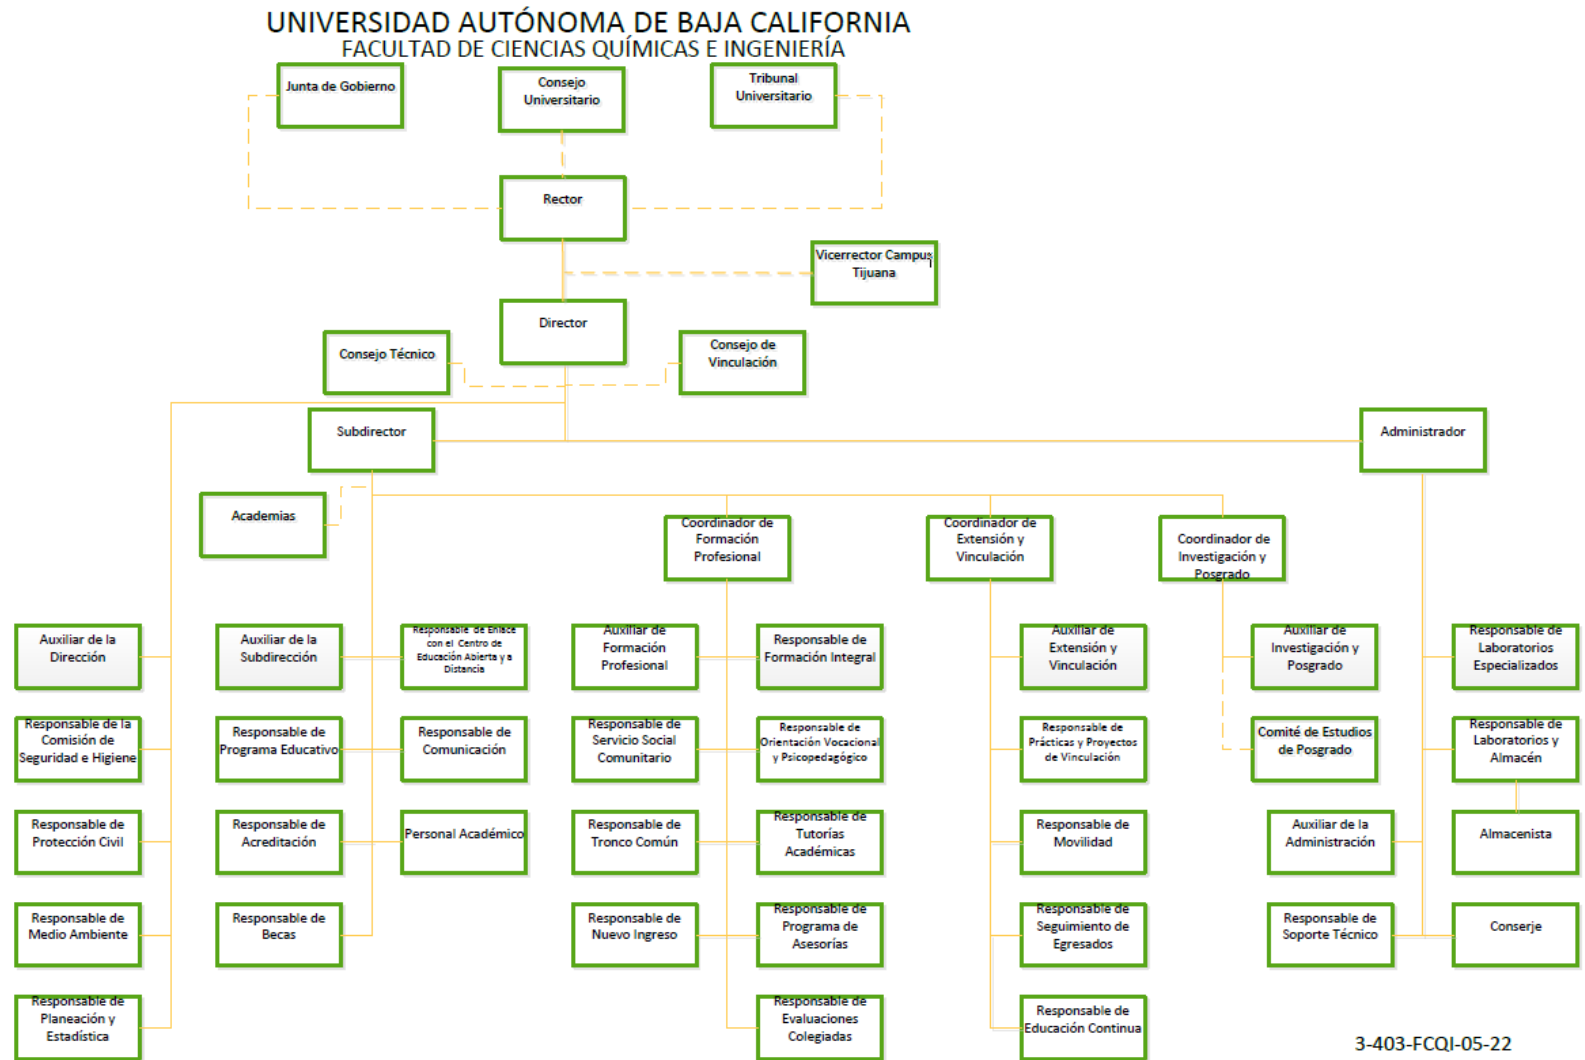 UNIVERSIDAD AUTÓNOMA DE BAJA CALIFORNIA
FACULTAD DE CIENCIAS QUÍMICAS E INGENIERÍA
Junta de Gobierno
Consejo
Universitario
Tribunal
Universitario
Rector
Vicerrector Campus
Tijuana
Director
Consejo Técnico
Consejo de
Vinculación
Subdirector
Administrador
Academias
Coordinador de
Formación
Profesional
Coordinador de
Extensión y
Vinculación
Coordinador de
Investigación y
Posgrado
Auxiliar de la
Dirección
Auxiliar de la
Subdirección
Responsable de Enlace
con el Centro de
Educación Abierta y a
Distancia
Auxiliar de
Formación
Profesional
Responsable de
Formación Integral
Auxiliar de
Extensión y
Vinculación
Auxiliar de
Investigación y
Posgrado
Responsable de
Laboratorios
Especializados
Responsable de la
Comisión de
Seguridad e Higiene
Responsable de
Programa Educativo
Responsable de
Comunicación
Responsable de
Servicio Social
Comunitario
Responsable de
Orientación Vocacional
y Psicopedagógico
Responsable de
Prácticas y Proyectos
de Vinculación
Comité de Estudios
de Posgrado
Responsable de
Laboratorios y
Almacén
Responsable de
Protección Civil
Responsable de
Acreditación
Personal Académico
Responsable de
Tronco Común
Responsable de
Tutorías
Académicas
Responsable de
Movilidad
Auxiliar de la
Administración
Almacenista
Responsable de
Medio Ambiente
Responsable de
Becas
Responsable de
Nuevo Ingreso
Responsable de
Programa de
Asesorías
Responsable de
Seguimiento de
Egresados
Responsable de
Soporte Técnico
Conserje
Responsable de
Planeación y
Estadística
Responsable de
Evaluaciones
Colegiadas
Responsable de
Educación Continua
3-403-FCQI-05-22